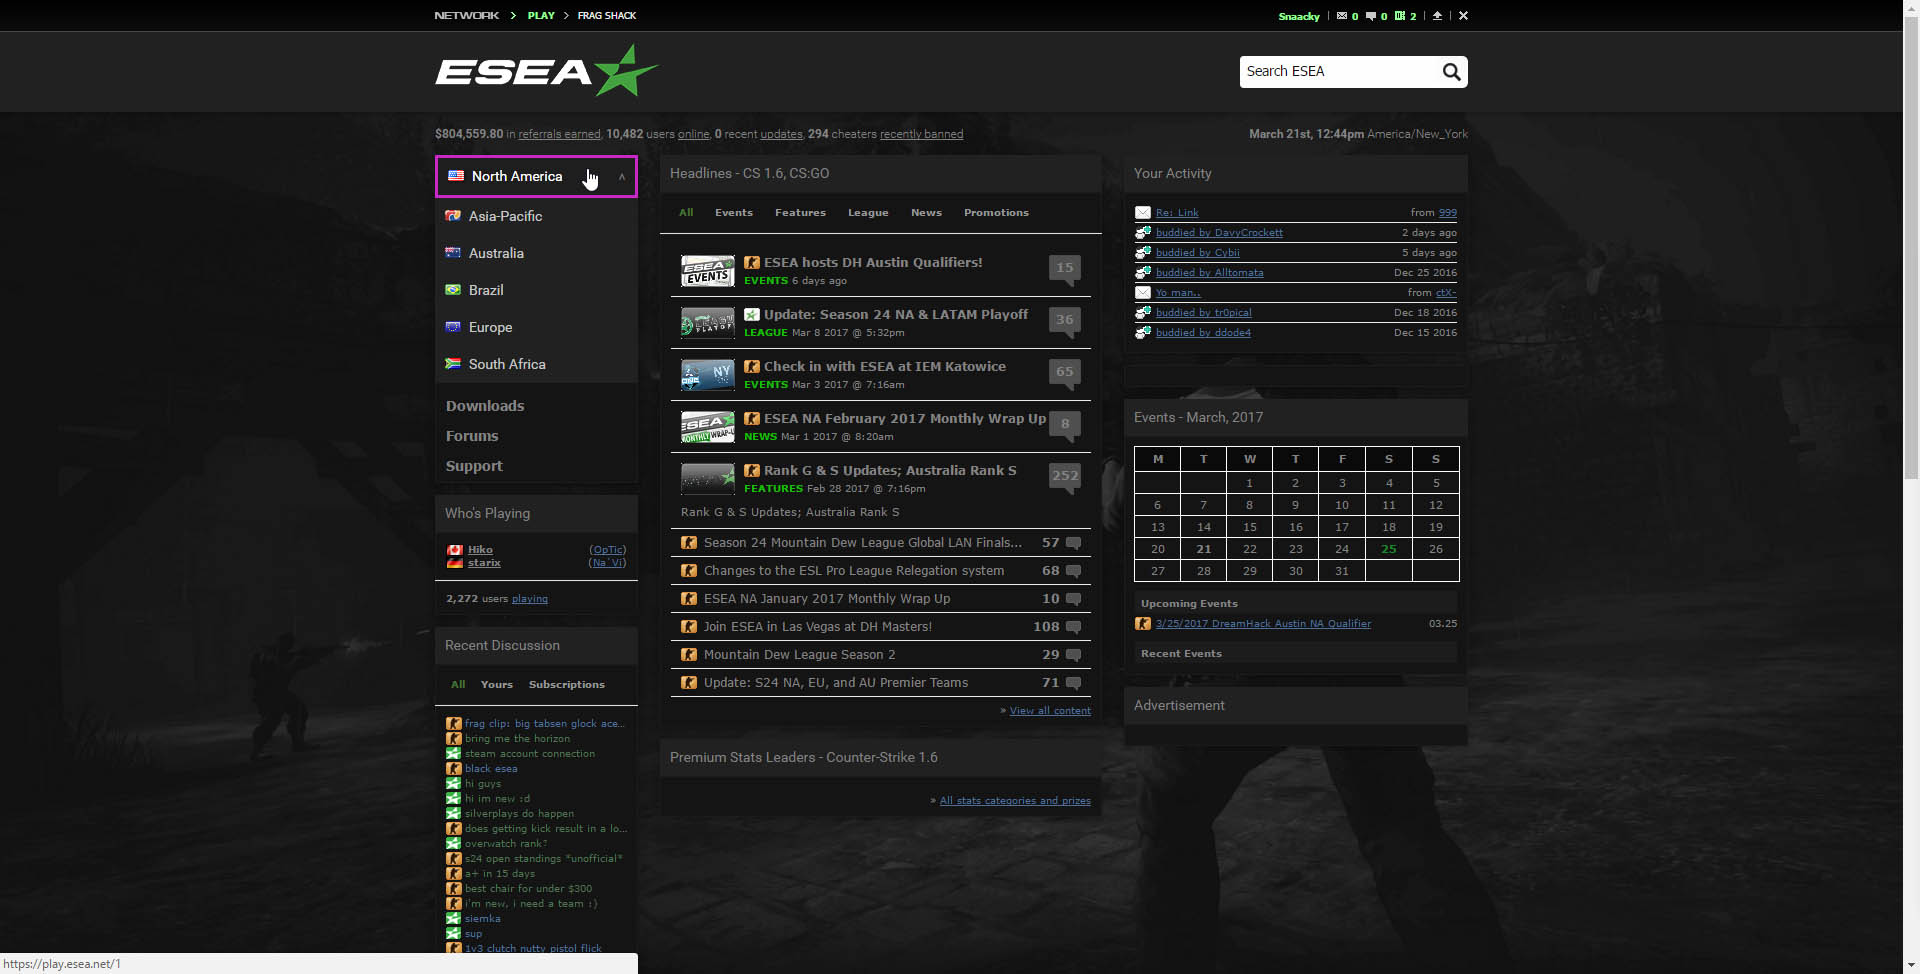 NETWORK > PLAY > FRAG SHACK
Snaacky | 0 0 2
ESEA
Search ESEA
$804,559.80 in referrals earned, 10,482 users online, 0 recent updates, 294 cheaters recently banned
March 21st, 12:44pm America/New_York
North America
Asia-Pacific
Australia
Brazil
Europe
South Africa
Downloads
Forums
Support
Who's Playing
Hiko (OpTic)
starix (Na`Vi)
2,272 users playing
Recent Discussion
All Yours Subscriptions
frag clip: big tabsen glock ace...
bring me the horizon
steam account connection
black esea
hi guys
hi im new :d
silverplays do happen
does getting kick result in a lo...
overwatch rank?
s24 open standings *unofficial*
a+ in 15 days
best chair for under $300
i'm new, i need a team :)
siemka
sup
1v3 clutch nutty pistol flick
https://play.esea.net/1
Headlines - CS 1.6, CS:GO
All Events Features League News Promotions
ESEA EVENTS
ESEA hosts DH Austin Qualifiers! 15
EVENTS 6 days ago
Update: Season 24 NA & LATAM Playoff 36
LEAGUE Mar 8 2017 @ 5:32pm
NY
Check in with ESEA at IEM Katowice 65
EVENTS Mar 3 2017 @ 7:16am
ESEA MONTHLY WRAP-U
ESEA NA February 2017 Monthly Wrap Up 8
NEWS Mar 1 2017 @ 8:20am
Rank G & S Updates; Australia Rank S 252
FEATURES Feb 28 2017 @ 7:16pm
Rank G & S Updates; Australia Rank S
Season 24 Mountain Dew League Global LAN Finals... 57
Changes to the ESL Pro League Relegation system 68
ESEA NA January 2017 Monthly Wrap Up 10
Join ESEA in Las Vegas at DH Masters! 108
Mountain Dew League Season 2 29
Update: S24 NA, EU, and AU Premier Teams 71
» View all content
Premium Stats Leaders - Counter-Strike 1.6
» All stats categories and prizes
Your Activity
Re: Link from 999
buddied by DavyCrockett 2 days ago
buddied by Cybii 5 days ago
buddied by Alltomata Dec 25 2016
Yo man.. from ctX-
buddied by tr0pical Dec 18 2016
buddied by ddode4 Dec 15 2016
Events - March, 2017
M T W T F S S
1 2 3 4 5
6 7 8 9 10 11 12
13 14 15 16 17 18 19
20 21 22 23 24 25 26
27 28 29 30 31
Upcoming Events
3/25/2017 DreamHack Austin NA Qualifier 03.25
Recent Events
Advertisement